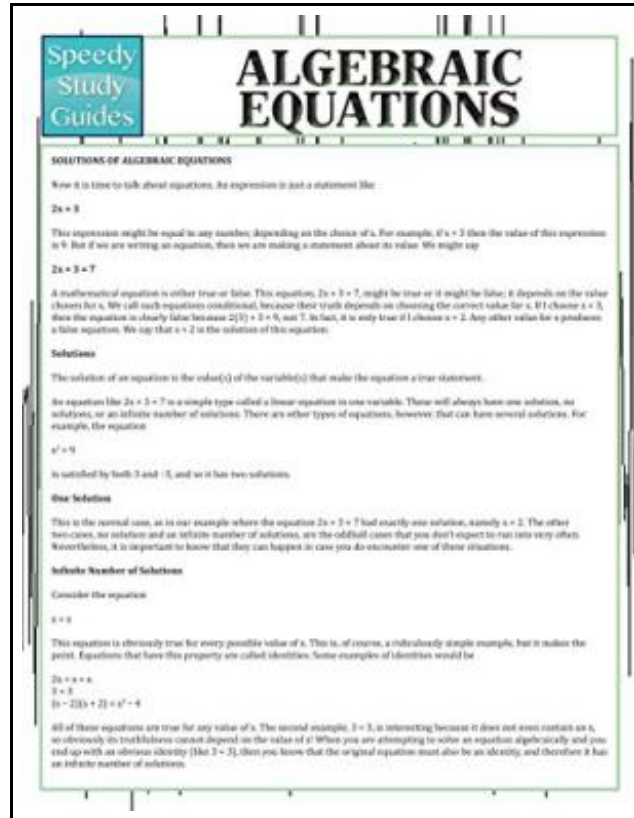 Speedy
Study
Guides
ALGEBRAIC
EQUATIONS
SOLUTIONS OF ALGEBRAIC EQUATIONS
Now it is time to talk about equations. An expression is just a statement like
2x + 3
This expression might be equal to any number, depending on the choice of x. For example, if x = 3 then the value of this expression
is 9. But if we are writing an equation, then we are making a statement about its value. We might say
2x + 3 = 7
A mathematical equation is either true or false. This equation, 2x + 3 = 7, might be true or it might be false; it depends on the value
chosen for x. We call such equations conditional, because their truth depends on choosing the correct value for x. If I choose x = 3,
then the equation is clearly false because 2(3) + 3 = 9, not 7. In fact, it is only true if I choose x = 2. Any other value for x produces
a false equation. We say that x = 2 is the solution of this equation.
Solutions
The solution of an equation is the value(s) of the variable(s) that make the equation a true statement.
An equation like 2x + 3 = 7 is a simple type called a linear equation in one variable. These will always have one solution, no
solutions, or an infinite number of solutions. There are other types of equations, however, that can have several solutions. For
example, the equation
x² = 9
is satisfied by both 3 and -3, and so it has two solutions.
One Solution
This is the normal case, as in our example where the equation 2x + 3 = 7 had exactly one solution, namely x = 2. The other
two cases, no solution and an infinite number of solutions, are the oddball cases that you don't expect to run into very often.
Nevertheless, it is important to know that they can happen in case you do encounter one of these situations.
Infinite Number of Solutions
Consider the equation
x = x
This equation is obviously true for every possible value of x. This is, of course, a ridiculously simple example, but it makes the
point. Equations that have this property are called identities. Some examples of identities would be
2x = x + x
3 = 3
(x – 2)(x + 2) = x² – 4
All of these equations are true for any value of x. The second example, 3 = 3, is interesting because it does not even contain an x,
so obviously its truthfulness cannot depend on the value of x! When you are attempting to solve an equation algebraically and you
end up with an obvious identity (like 3 = 3), then you know that the original equation must also be an identity, and therefore it has
an infinite number of solutions.